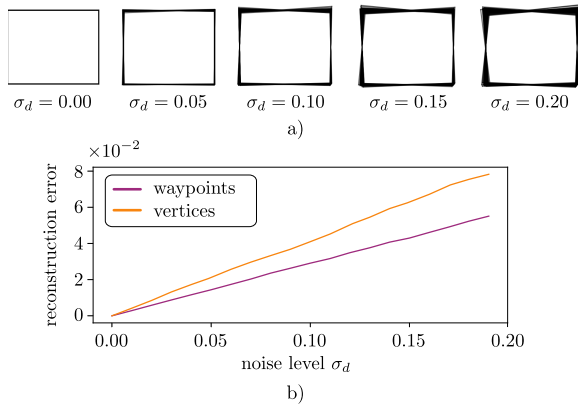 σ_d = 0.00 σ_d = 0.05 σ_d = 0.10 σ_d = 0.15 σ_d = 0.20
a)
×10⁻²
8
6
4
2
0
reconstruction error
waypoints
vertices
0.00 0.05 0.10 0.15 0.20
noise level σ_d
b)